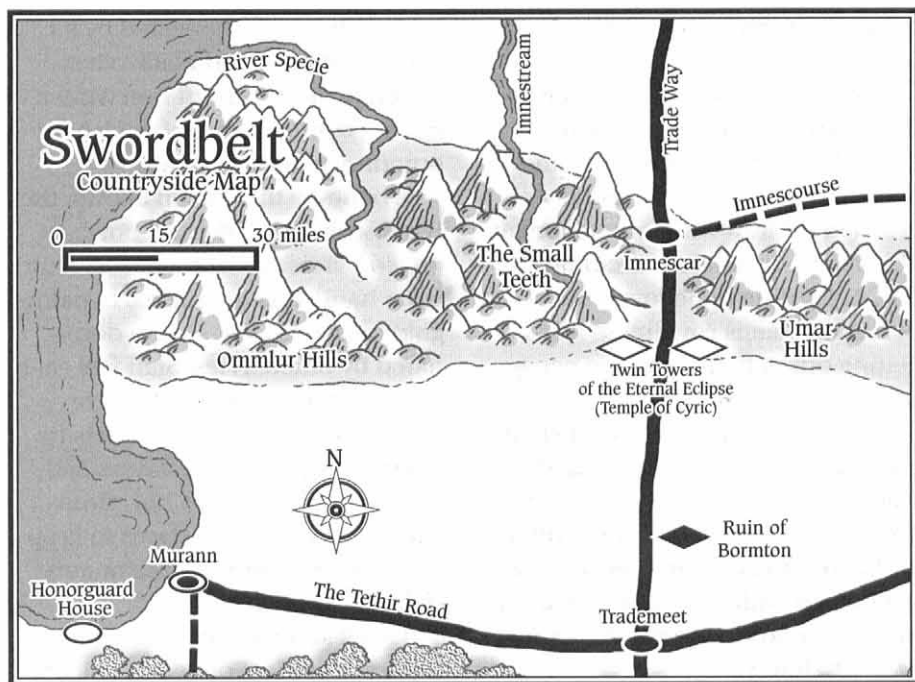 River Specie
Imnestream
Trade Way
Swordbelt
Countryside Map
0 15 30 miles
Imnescourse
Imnescar
The Small
Teeth
Umar
Hills
Ommlur Hills
Twin Towers
of the Eternal Eclipse
(Temple of Cyric)
N
Ruin of
Bormton
Murann
Honorguard
House
The Tethir Road
Trademeet